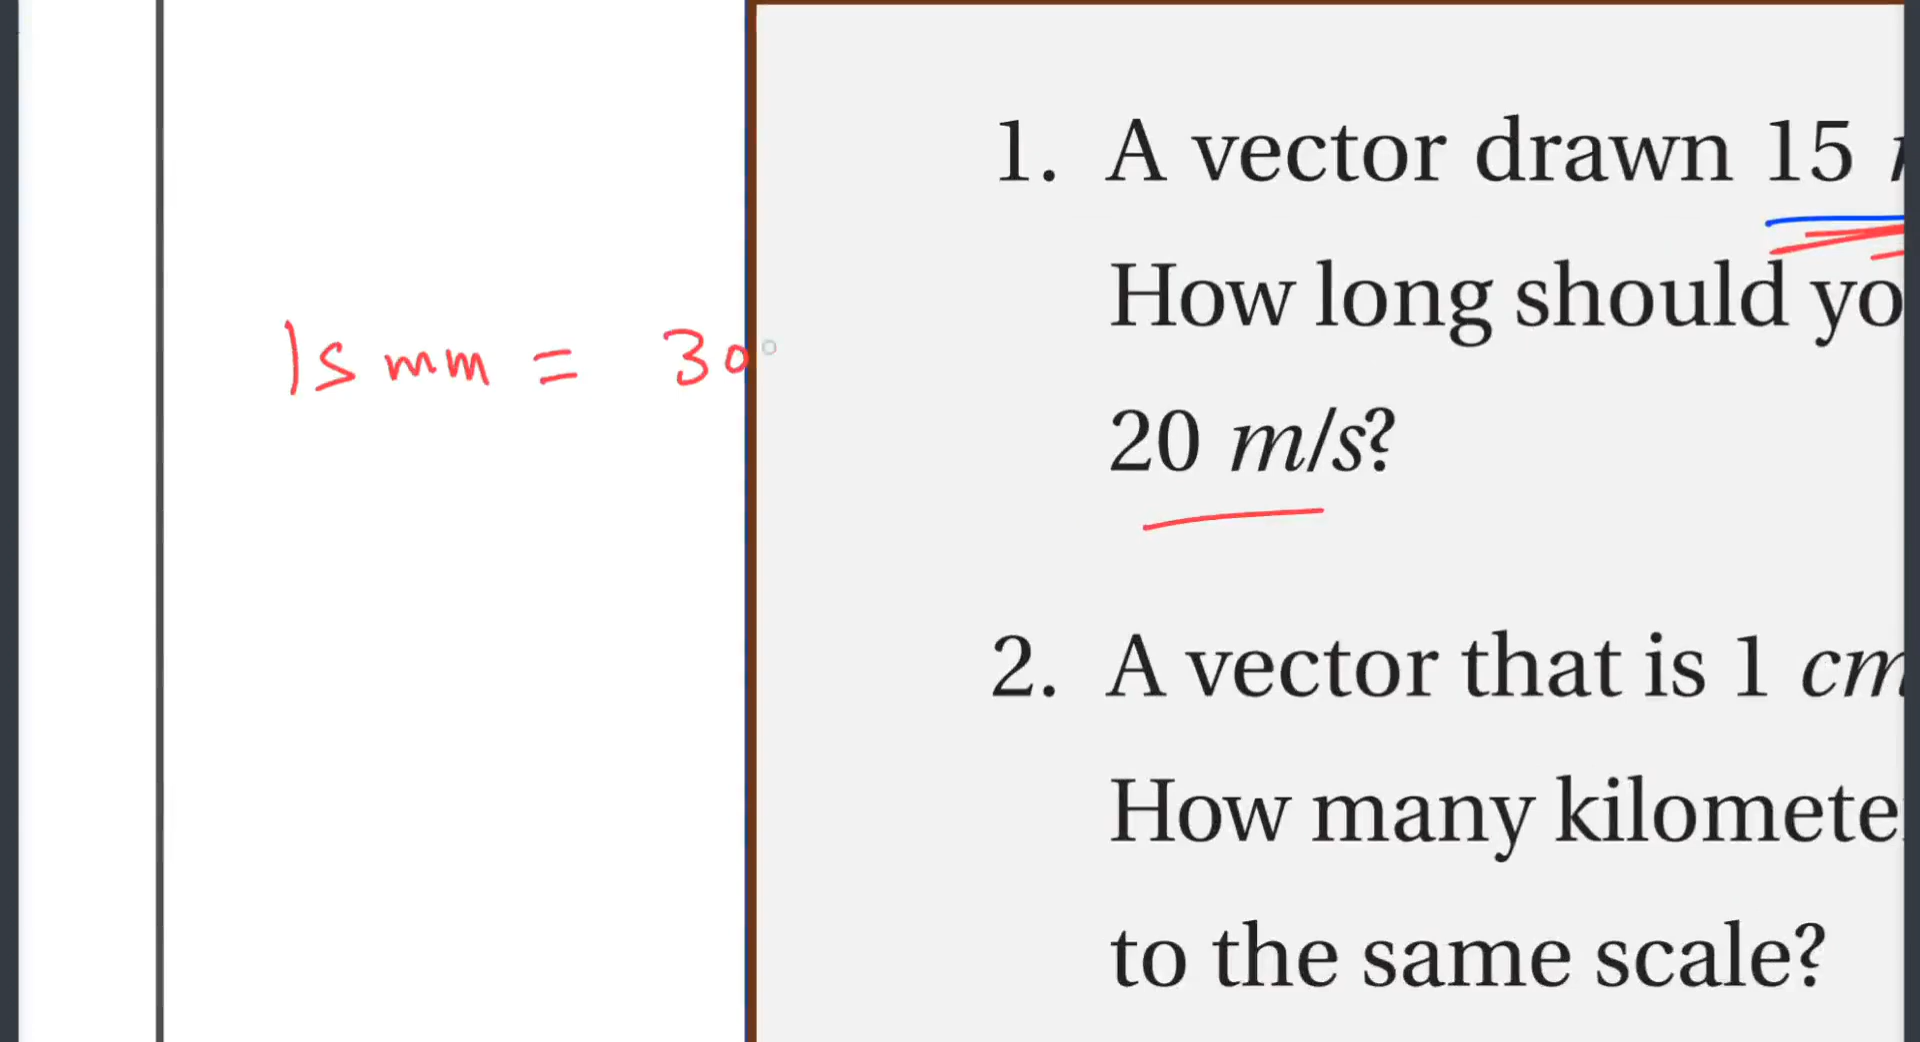 1. A vector drawn 15
How long should yo
20 m/s?
15 mm = 30
2. A vector that is 1 cm
How many kilomete
to the same scale?